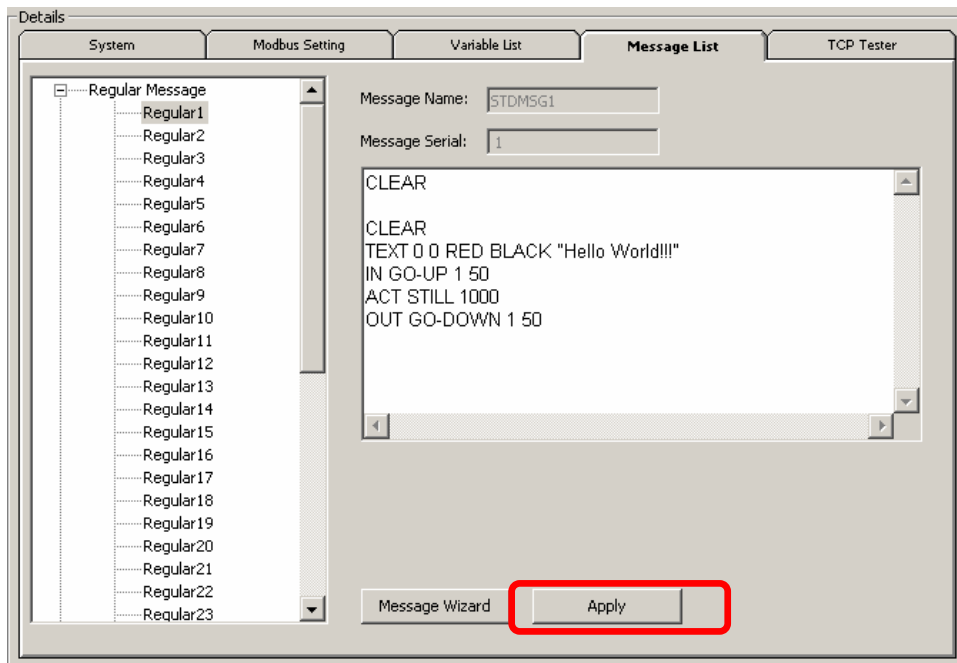 Details
System Modbus Setting Variable List Message List TCP Tester
Regular Message
Regular1
Regular2
Regular3
Regular4
Regular5
Regular6
Regular7
Regular8
Regular9
Regular10
Regular11
Regular12
Regular13
Regular14
Regular15
Regular16
Regular17
Regular18
Regular19
Regular20
Regular21
Regular22
Regular23
Message Name: STDMSG1
Message Serial: 1
CLEAR
CLEAR
TEXT 0 0 RED BLACK "Hello World!!!"
IN GO-UP 1 50
ACT STILL 1000
OUT GO-DOWN 1 50
Message Wizard Apply